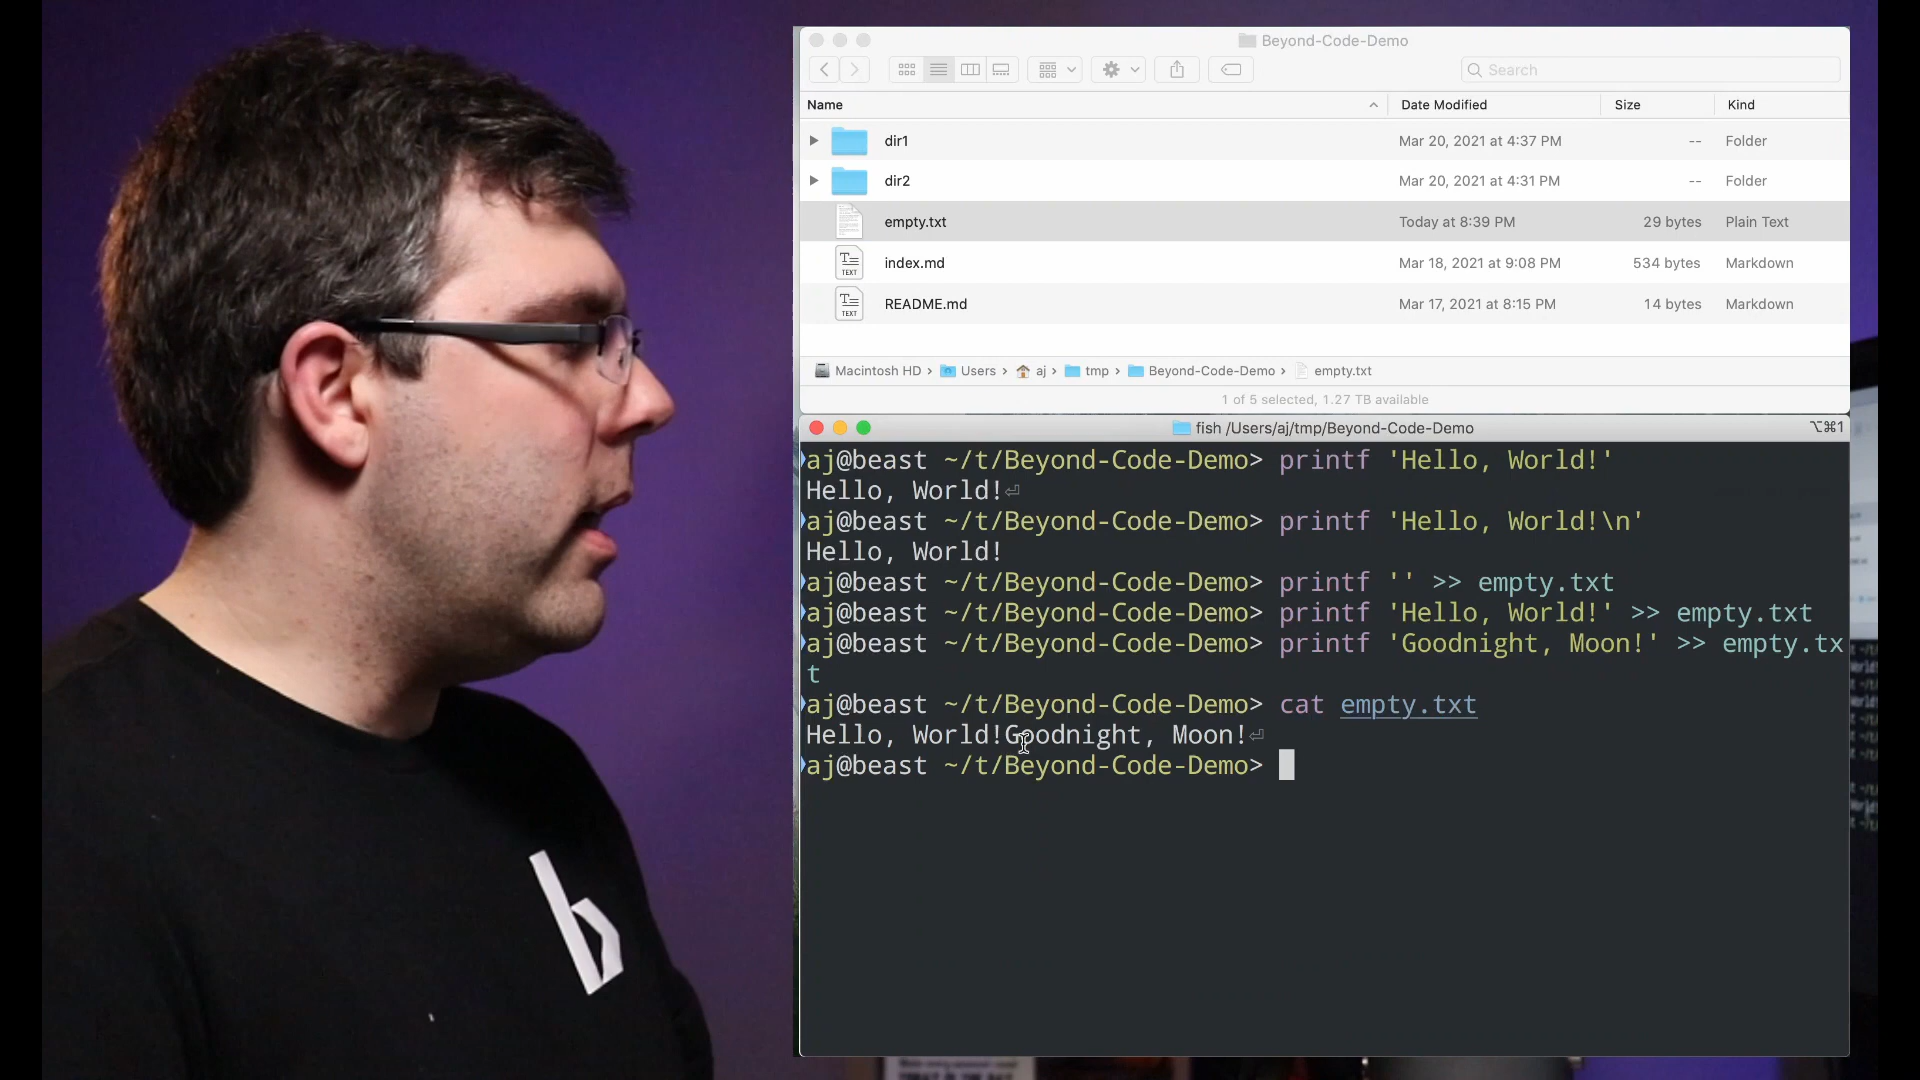 Beyond-Code-Demo
Search
Name Date Modified Size Kind
dir1 Mar 20, 2021 at 4:37 PM -- Folder
dir2 Mar 20, 2021 at 4:31 PM -- Folder
empty.txt Today at 8:39 PM 29 bytes Plain Text
index.md Mar 18, 2021 at 9:08 PM 534 bytes Markdown
README.md Mar 17, 2021 at 8:15 PM 14 bytes Markdown
Macintosh HD › Users › aj › tmp › Beyond-Code-Demo › empty.txt
1 of 5 selected, 1.27 TB available
fish /Users/aj/tmp/Beyond-Code-Demo ⌥⌘1
aj@beast ~/t/Beyond-Code-Demo> printf 'Hello, World!'
Hello, World!⏎
aj@beast ~/t/Beyond-Code-Demo> printf 'Hello, World!\n'
Hello, World!
aj@beast ~/t/Beyond-Code-Demo> printf '' >> empty.txt
aj@beast ~/t/Beyond-Code-Demo> printf 'Hello, World!' >> empty.txt
aj@beast ~/t/Beyond-Code-Demo> printf 'Goodnight, Moon!' >> empty.tx
t
aj@beast ~/t/Beyond-Code-Demo> cat empty.txt
Hello, World!Goodnight, Moon!⏎
aj@beast ~/t/Beyond-Code-Demo>
b